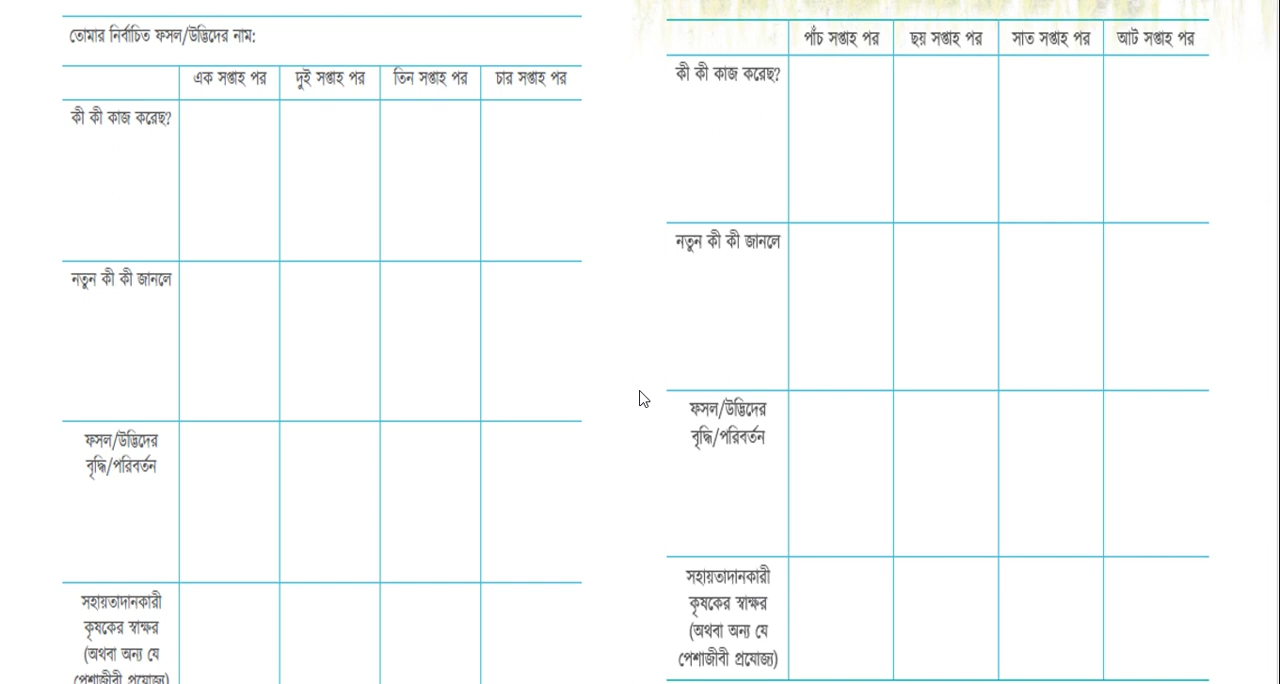 তোমার নির্বাচিত ফসল/উদ্ভিদের নাম:
এক সপ্তাহ পর দুই সপ্তাহ পর তিন সপ্তাহ পর চার সপ্তাহ পর
কী কী কাজ করেছ?
নতুন কী কী জানলে
ফসল/উদ্ভিদের
বৃদ্ধি/পরিবর্তন
সহায়তাদানকারী
কৃষকের স্বাক্ষর
(অথবা অন্য যে
পেশাজীবী প্রযোজ্য)
পাঁচ সপ্তাহ পর ছয় সপ্তাহ পর সাত সপ্তাহ পর আট সপ্তাহ পর
কী কী কাজ করেছ?
নতুন কী কী জানলে
ফসল/উদ্ভিদের
বৃদ্ধি/পরিবর্তন
সহায়তাদানকারী
কৃষকের স্বাক্ষর
(অথবা অন্য যে
পেশাজীবী প্রযোজ্য)